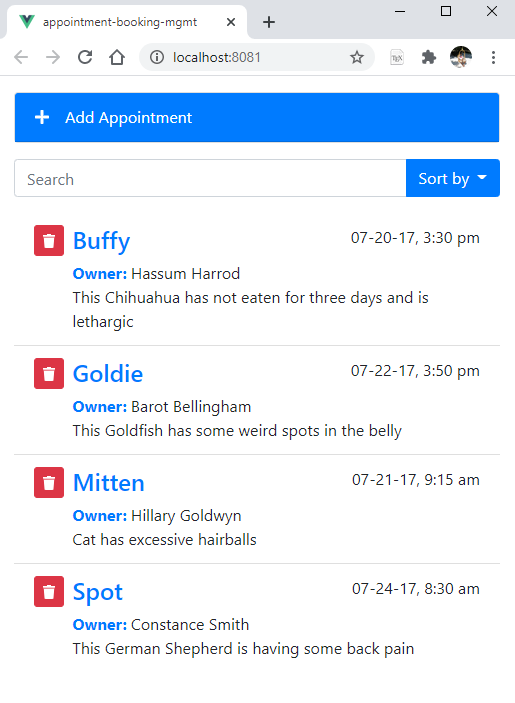 appointment-booking-mgmt
localhost:8081
Add Appointment
Search
Sort by
Buffy
07-20-17, 3:30 pm
Owner: Hassum Harrod
This Chihuahua has not eaten for three days and is
lethargic
Goldie
07-22-17, 3:50 pm
Owner: Barot Bellingham
This Goldfish has some weird spots in the belly
Mitten
07-21-17, 9:15 am
Owner: Hillary Goldwyn
Cat has excessive hairballs
Spot
07-24-17, 8:30 am
Owner: Constance Smith
This German Shepherd is having some back pain